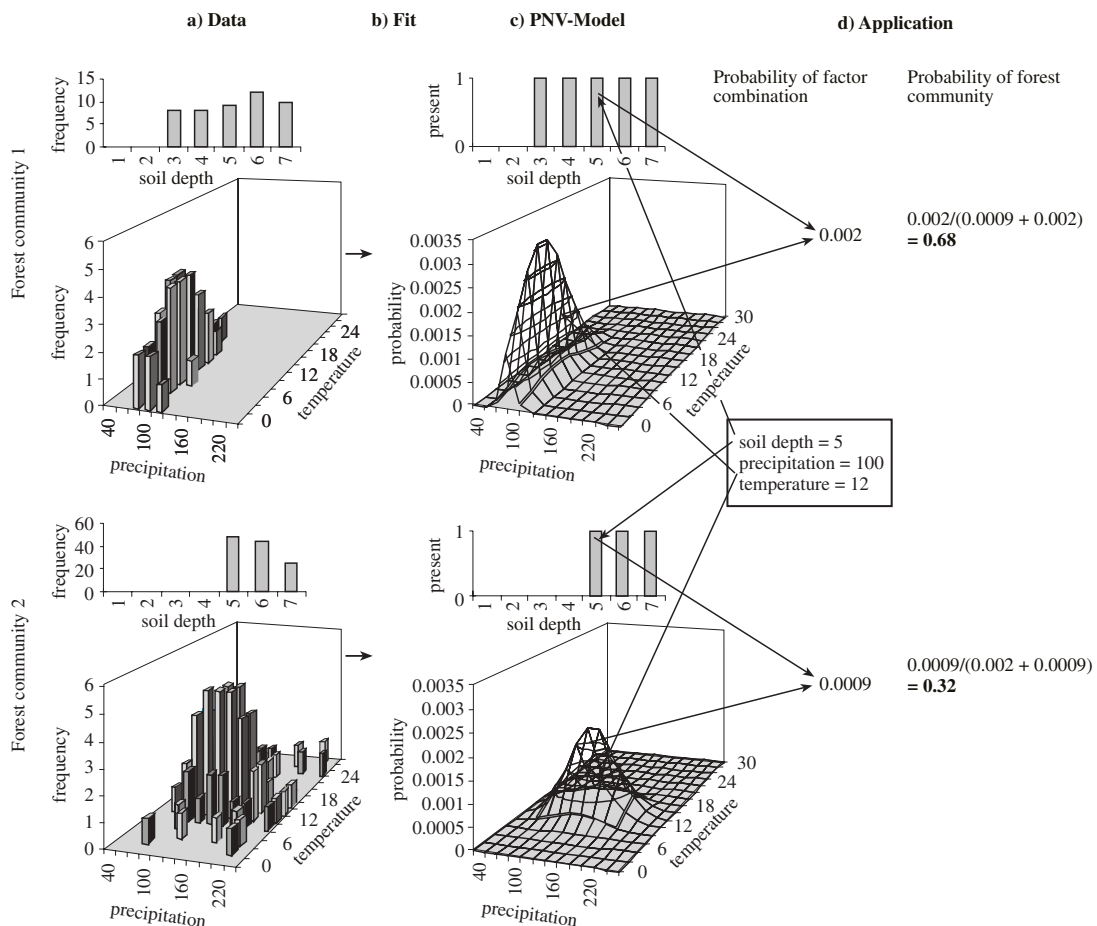 a) Data
b) Fit
c) PNV-Model
d) Application
Forest community 1
frequency
15
10
5
0
1 2 3 4 5 6 7
soil depth
frequency
6
5
4
3
2
1
0
40 100 160 220
precipitation
0 6 12 18 24
temperature
present
1
0
1 2 3 4 5 6 7
soil depth
probability
0.0035
0.003
0.0025
0.002
0.0015
0.001
0.0005
0
40 100 160 220
precipitation
0 6 12 18 24 30
temperature
Probability of factor
combination
Probability of forest
community
0.002
0.002/(0.0009 + 0.002)
= 0.68
soil depth = 5
precipitation = 100
temperature = 12
Forest community 2
frequency
60
40
20
0
1 2 3 4 5 6 7
soil depth
frequency
6
5
4
3
2
1
0
40 100 160 220
precipitation
0 6 12 18 24
temperature
present
1
0
1 2 3 4 5 6 7
soil depth
probability
0.0035
0.003
0.0025
0.002
0.0015
0.001
0.0005
0
40 100 160 220
precipitation
0 6 12 18 24 30
temperature
0.0009
0.0009/(0.002 + 0.0009)
= 0.32